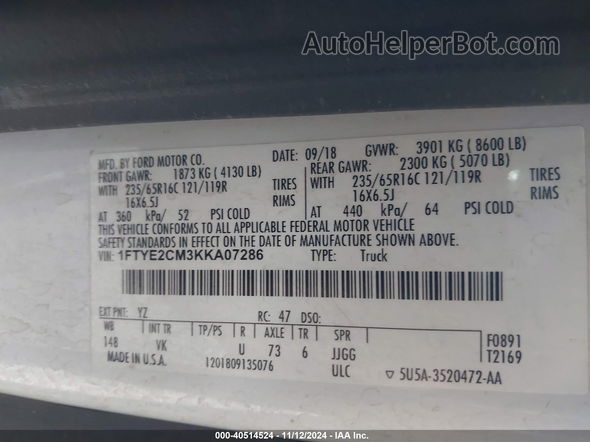 AutoHelperBot.com
MFD. BY FORD MOTOR CO. DATE: 09/18 GVWR: 3901 KG ( 8600 LB)
FRONT GAWR: 1873 KG ( 4130 LB) REAR GAWR: 2300 KG ( 5070 LB)
WITH 235/65R16C 121/119R TIRES WITH 235/65R16C 121/119R TIRES
16X6.5J RIMS 16X6.5J RIMS
AT 360 kPa/ 52 PSI COLD AT 440 kPa/ 64 PSI COLD
THIS VEHICLE CONFORMS TO ALL APPLICABLE FEDERAL MOTOR VEHICLE
SAFETY STANDARDS IN EFFECT ON THE DATE OF MANUFACTURE SHOWN ABOVE.
VIN: 1FTYE2CM3KKA07286 TYPE: Truck
EXT PNT: YZ RC: 47 DSO:
WB INT TR TP/PS R AXLE TR SPR F0891
148 VK U 73 6 JJGG T2169
MADE IN U.S.A. 1201809135076 ULC ▽ 5U5A-3520472-AA
000-40514524 - 11/12/2024 - IAAI.com